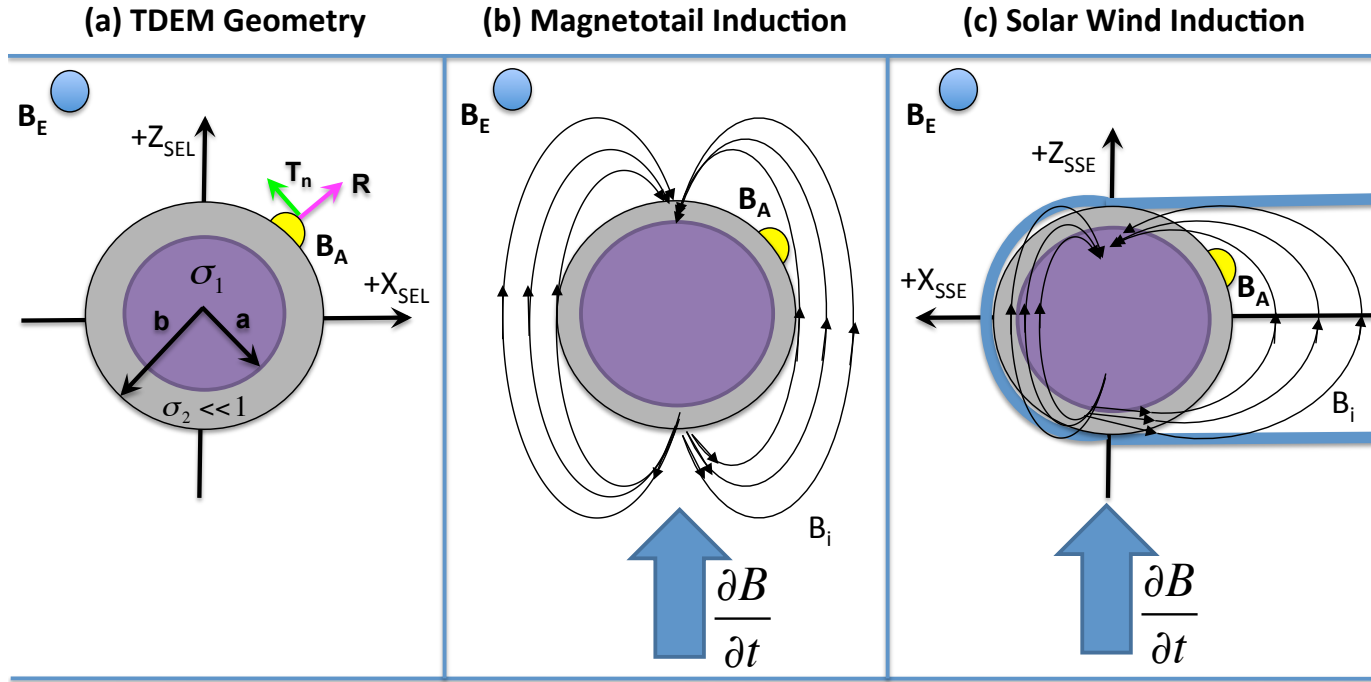 (a) TDEM Geometry
(b) Magnetotail Induction
(c) Solar Wind Induction
B_E
+Z_SEL
T_n
R
B_A
σ_1
+X_SEL
b
a
σ_2 <<1
B_E
B_A
B_i
∂B
∂t
B_E
+Z_SSE
+X_SSE
B_A
B_i
∂B
∂t